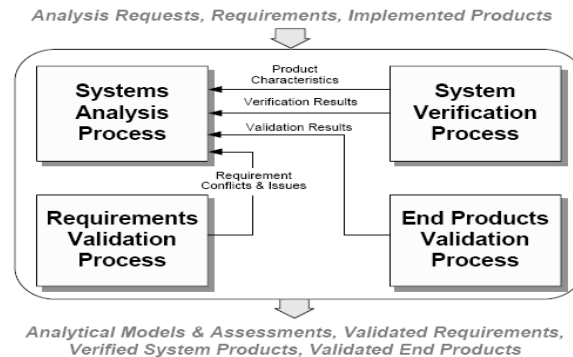 Analysis Requests, Requirements, Implemented Products
Systems
Analysis
Process
Product
Characteristics
Verification Results
Validation Results
Requirement
Conflicts & Issues
System
Verification
Process
Requirements
Validation
Process
End Products
Validation
Process
Analytical Models & Assessments, Validated Requirements,
Verified System Products, Validated End Products